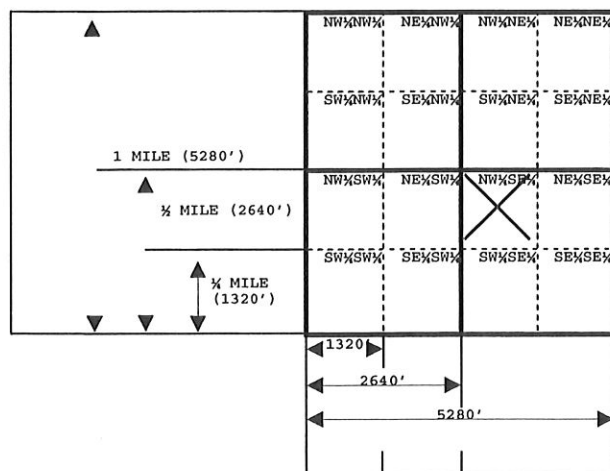 NW¼NW¼ NE¼NW¼ NW¼NE¼ NE¼NE¼
SW¼NW¼ SE¼NW¼ SW¼NE¼ SE¼NE¼
1 MILE (5280')
NW¼SW¼ NE¼SW¼ NW¼SE¼ NE¼SE¼
½ MILE (2640')
SW¼SW¼ SE¼SW¼ SW¼SE¼ SE¼SE¼
¼ MILE
(1320')
1320'
2640'
5280'